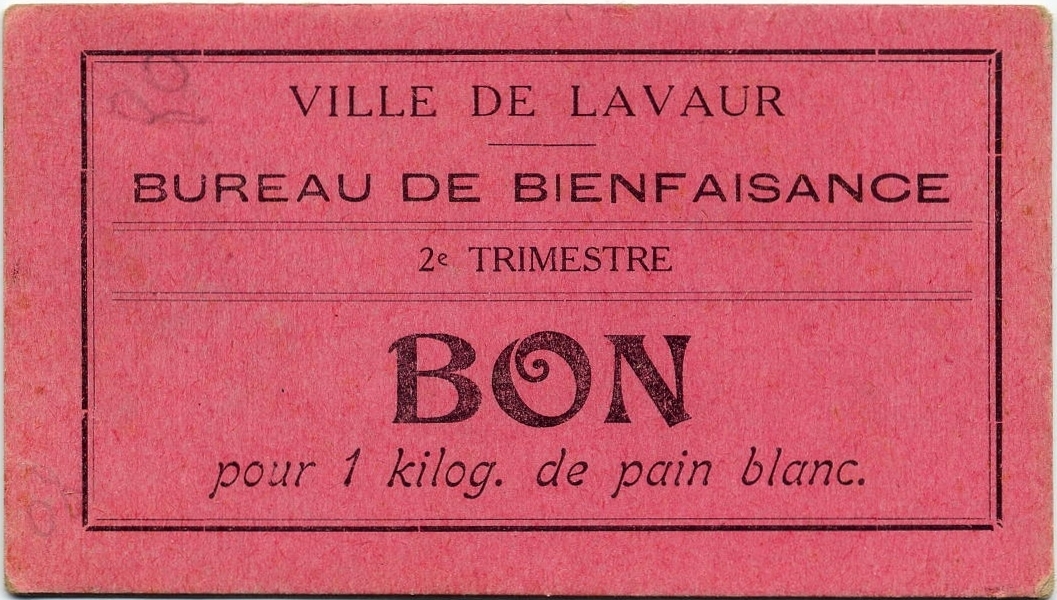 VILLE DE LAVAUR
BUREAU DE BIENFAISANCE
2e TRIMESTRE
BON
pour 1 kilog. de pain blanc.